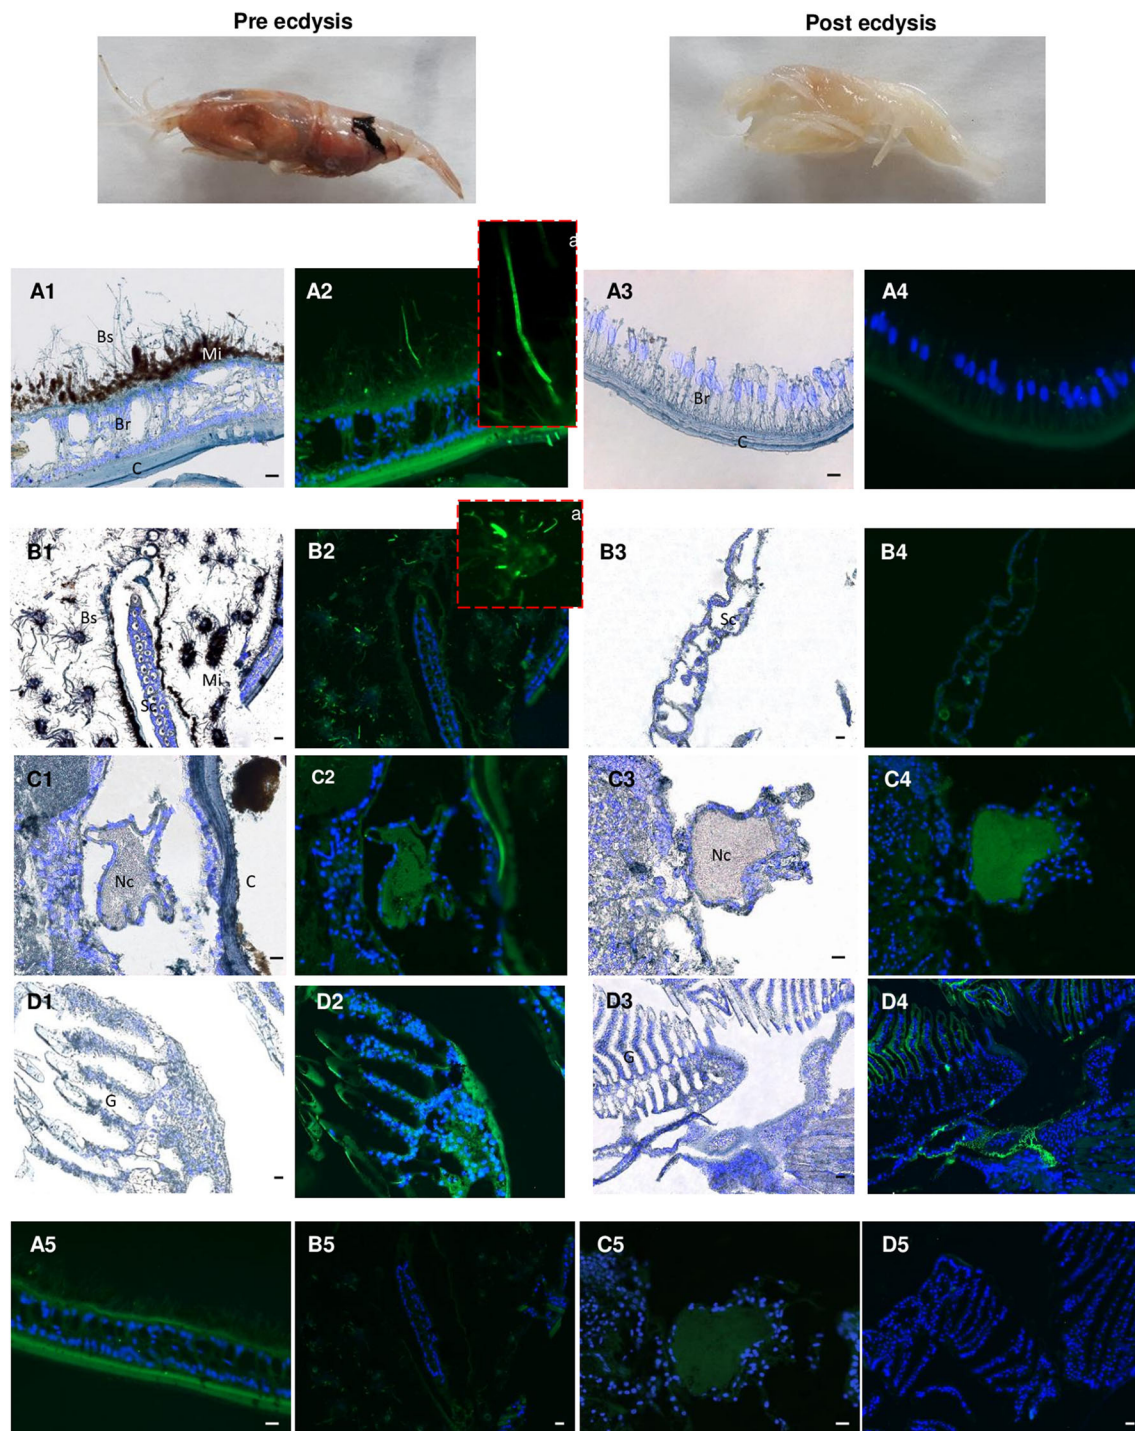 Pre ecdysis
Post ecdysis
a
A1
A2
A3
A4
Bs
Mi
Br
Br
C
C
a
B1
B2
B3
B4
Bs
Sc
Mi
Sc
C1
C2
C3
C4
Nc
C
Nc
D1
D2
D3
D4
G
G
A5
B5
C5
D5